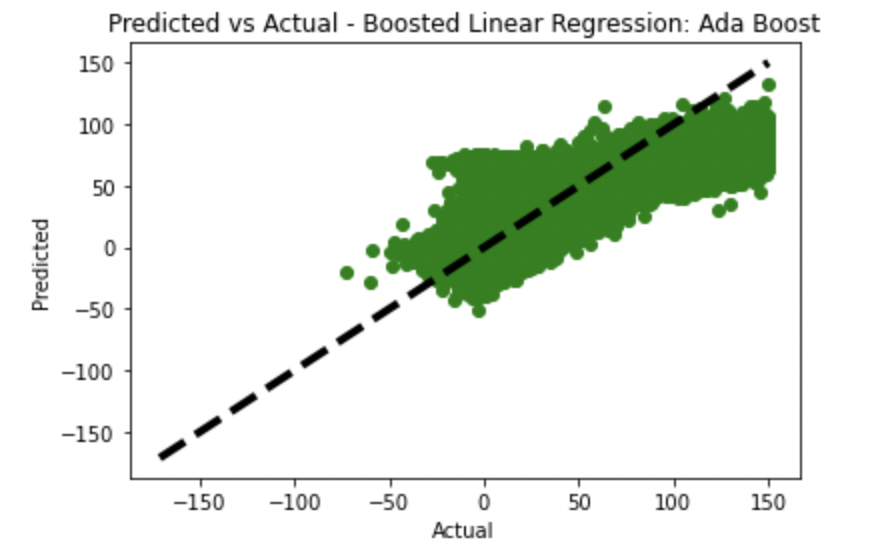 Predicted vs Actual - Boosted Linear Regression: Ada Boost
150
100
50
0
−50
−100
−150
Predicted
−150 −100 −50 0 50 100 150
Actual